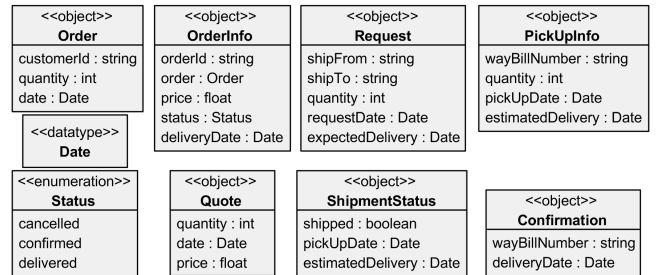 <<object>>
Order
customerId : string
quantity : int
date : Date
<<object>>
OrderInfo
orderId : string
order : Order
price : float
status : Status
deliveryDate : Date
<<object>>
Request
shipFrom : string
shipTo : string
quantity : int
requestDate : Date
expectedDelivery : Date
<<object>>
PickUpInfo
wayBillNumber : string
quantity : int
pickUpDate : Date
estimatedDelivery : Date
<<datatype>>
Date
<<enumeration>>
Status
cancelled
confirmed
delivered
<<object>>
Quote
quantity : int
date : Date
price : float
<<object>>
ShipmentStatus
shipped : boolean
pickUpDate : Date
estimatedDelivery : Date
<<object>>
Confirmation
wayBillNumber : string
deliveryDate : Date